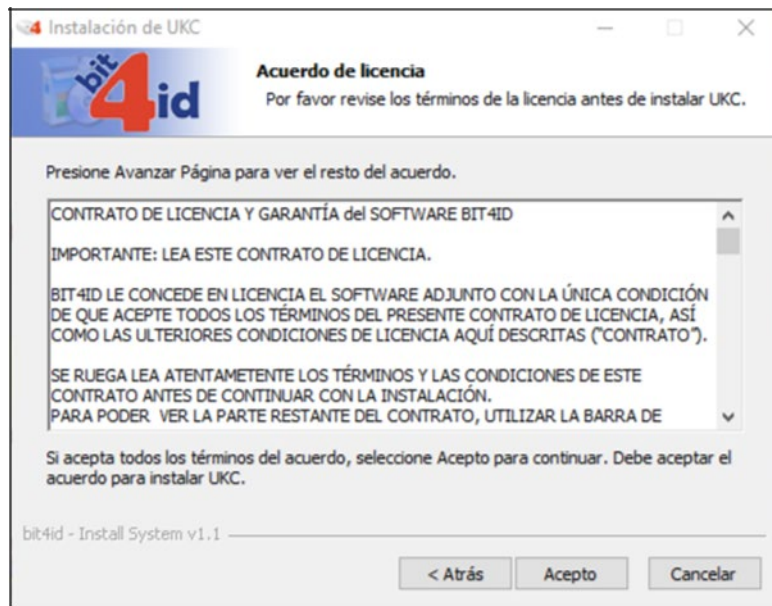 Instalación de UKC
bit4id
Acuerdo de licencia
Por favor revise los términos de la licencia antes de instalar UKC.
Presione Avanzar Página para ver el resto del acuerdo.
CONTRATO DE LICENCIA Y GARANTÍA del SOFTWARE BIT4ID
IMPORTANTE: LEA ESTE CONTRATO DE LICENCIA.
BIT4ID LE CONCEDE EN LICENCIA EL SOFTWARE ADJUNTO CON LA ÚNICA CONDICIÓN
DE QUE ACEPTE TODOS LOS TÉRMINOS DEL PRESENTE CONTRATO DE LICENCIA, ASÍ
COMO LAS ULTERIORES CONDICIONES DE LICENCIA AQUÍ DESCRITAS ("CONTRATO").
SE RUEGA LEA ATENTAMETENTE LOS TÉRMINOS Y LAS CONDICIONES DE ESTE
CONTRATO ANTES DE CONTINUAR CON LA INSTALACIÓN.
PARA PODER  VER LA PARTE RESTANTE DEL CONTRATO, UTILIZAR LA BARRA DE
Si acepta todos los términos del acuerdo, seleccione Acepto para continuar. Debe aceptar el
acuerdo para instalar UKC.
bit4id - Install System v1.1
< Atrás Acepto Cancelar